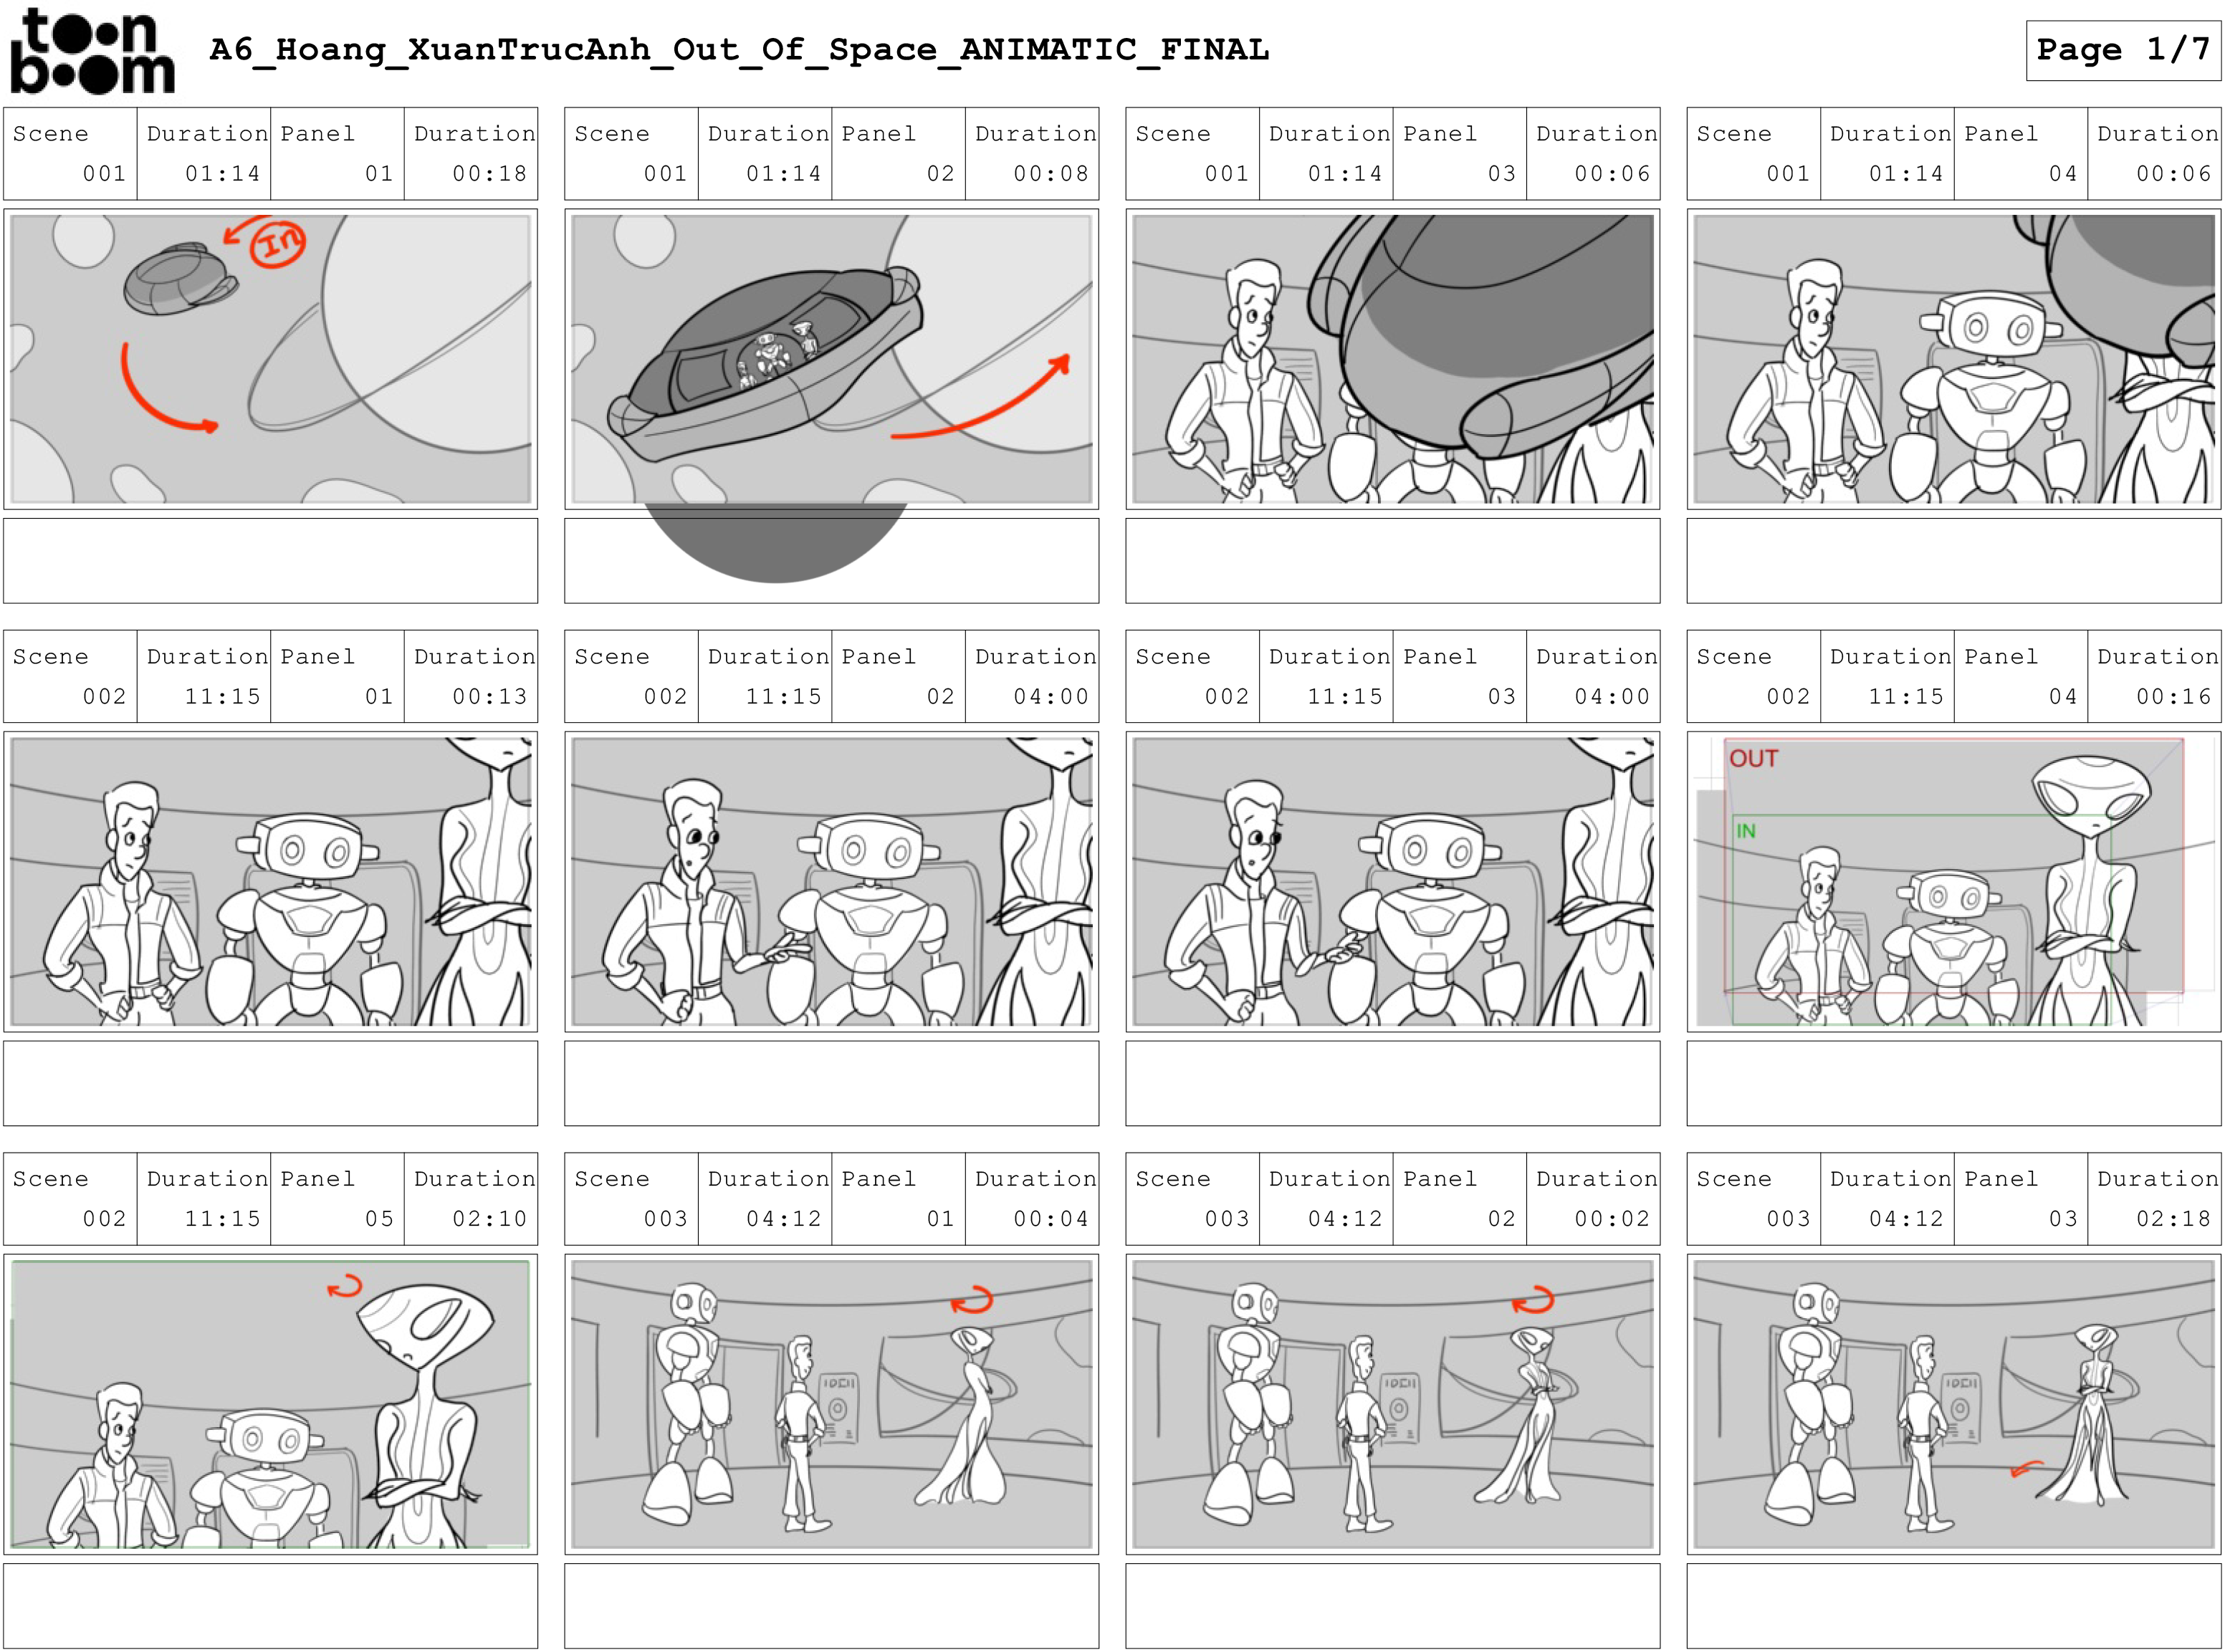 toon
boom
A6_Hoang_XuanTrucAnh_Out_Of_Space_ANIMATIC_FINAL
Page 1/7
Scene Duration Panel Duration
001 01:14 01 00:18
Scene Duration Panel Duration
001 01:14 02 00:08
Scene Duration Panel Duration
001 01:14 03 00:06
Scene Duration Panel Duration
001 01:14 04 00:06
In
Scene Duration Panel Duration
002 11:15 01 00:13
Scene Duration Panel Duration
002 11:15 02 04:00
Scene Duration Panel Duration
002 11:15 03 04:00
Scene Duration Panel Duration
002 11:15 04 00:16
OUT
IN
Scene Duration Panel Duration
002 11:15 05 02:10
Scene Duration Panel Duration
003 04:12 01 00:04
Scene Duration Panel Duration
003 04:12 02 00:02
Scene Duration Panel Duration
003 04:12 03 02:18